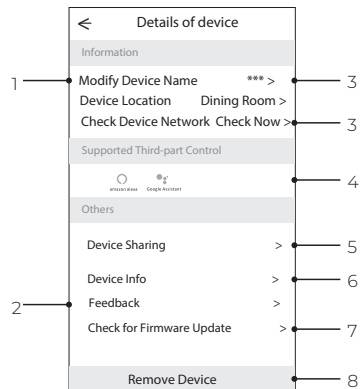 Details of device
Information
1 Modify Device Name *** > 3
Device Location Dining Room >
Check Device Network Check Now > 3
Supported Third-part Control
amazon alexa Google Assistant 4
Others
Device Sharing > 5
Device Info > 6
2 Feedback >
Check for Firmware Update > 7
Remove Device 8